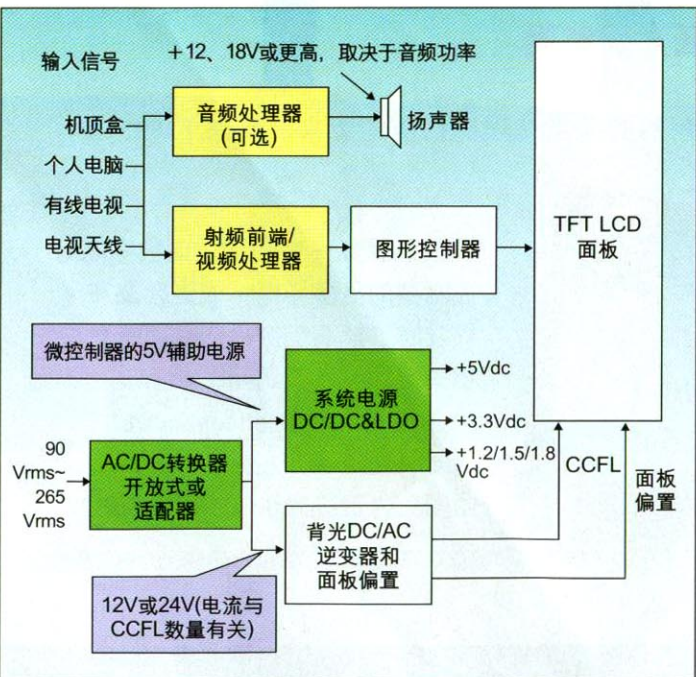 输入信号
+12、18V或更高，取决于音频功率
机顶盒
个人电脑
有线电视
电视天线
音频处理器
(可选)
扬声器
射频前端/
视频处理器
图形控制器
TFT LCD
面板
微控制器的5V辅助电源
系统电源
DC/DC&LDO
+5Vdc
+3.3Vdc
+1.2/1.5/1.8
Vdc
90
Vrms~
265
Vrms
AC/DC转换器
开放式或
适配器
CCFL
面板
偏置
背光DC/AC
逆变器和
面板偏置
12V或24V(电流与
CCFL数量有关)